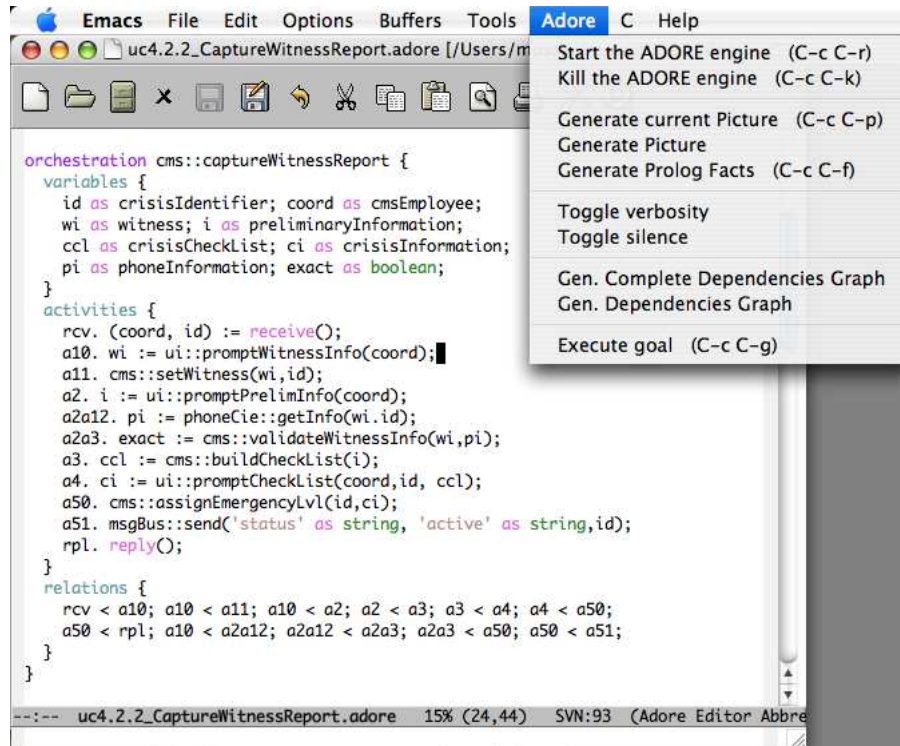 Emacs File Edit Options Buffers Tools Adore C Help
uc4.2.2_CaptureWitnessReport.adore [/Users/m
Start the ADORE engine (C-c C-r)
Kill the ADORE engine (C-c C-k)
Generate current Picture (C-c C-p)
Generate Picture
Generate Prolog Facts (C-c C-f)
Toggle verbosity
Toggle silence
Gen. Complete Dependencies Graph
Gen. Dependencies Graph
Execute goal (C-c C-g)
orchestration cms::captureWitnessReport {
variables {
id as crisisIdentifier; coord as cmsEmployee;
wi as witness; i as preliminaryInformation;
ccl as crisisCheckList; ci as crisisInformation;
pi as phoneInformation; exact as boolean;
}
activities {
rcv. (coord, id) := receive();
a10. wi := ui::promptWitnessInfo(coord);
a11. cms::setWitness(wi,id);
a2. i := ui::promptPrelimInfo(coord);
a2a12. pi := phoneCie::getInfo(wi.id);
a2a3. exact := cms::validateWitnessInfo(wi,pi);
a3. ccl := cms::buildCheckList(i);
a4. ci := ui::promptCheckList(coord,id, ccl);
a50. cms::assignEmergencyLvl(id,ci);
a51. msgBus::send('status' as string, 'active' as string,id);
rpl. reply();
}
relations {
rcv < a10; a10 < a11; a10 < a2; a2 < a3; a3 < a4; a4 < a50;
a50 < rpl; a10 < a2a12; a2a12 < a2a3; a2a3 < a50; a50 < a51;
}
}
--:-- uc4.2.2_CaptureWitnessReport.adore 15% (24,44) SVN:93 (Adore Editor Abbre